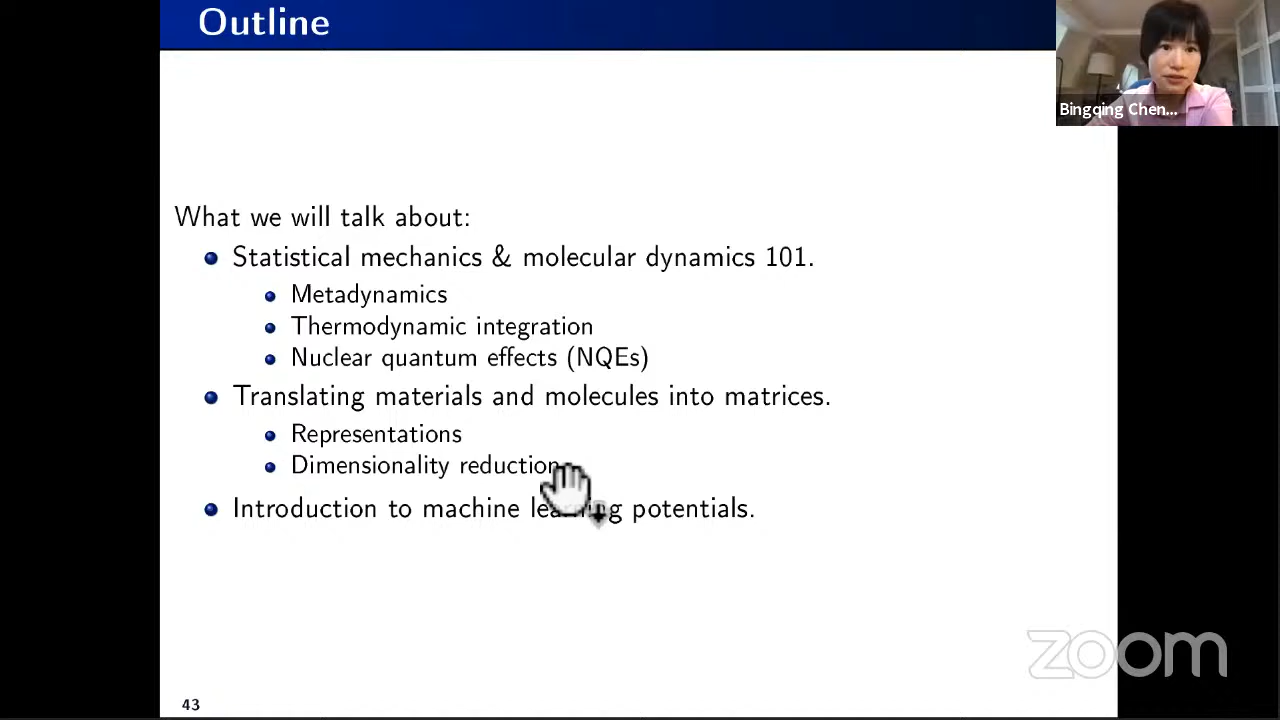 Outline
Bingqing Chen...
What we will talk about:
Statistical mechanics & molecular dynamics 101.
Metadynamics
Thermodynamic integration
Nuclear quantum effects (NQEs)
Translating materials and molecules into matrices.
Representations
Dimensionality reduction
Introduction to machine learning potentials.
zoom
43